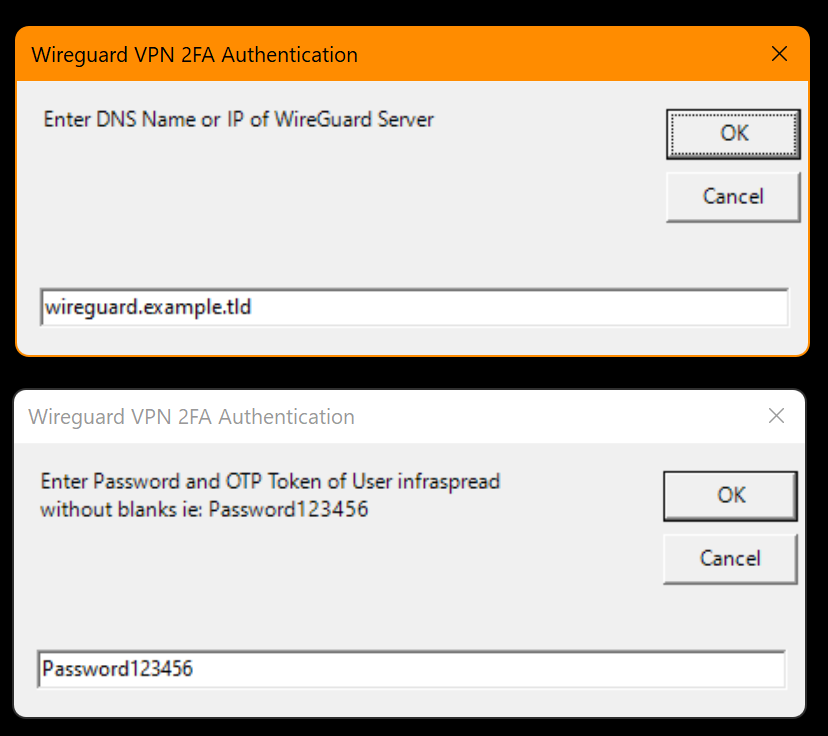 Wireguard VPN 2FA Authentication
Enter DNS Name or IP of WireGuard Server
OK
Cancel
wireguard.example.tld
Wireguard VPN 2FA Authentication
Enter Password and OTP Token of User infraspread
without blanks ie: Password123456
OK
Cancel
Password123456